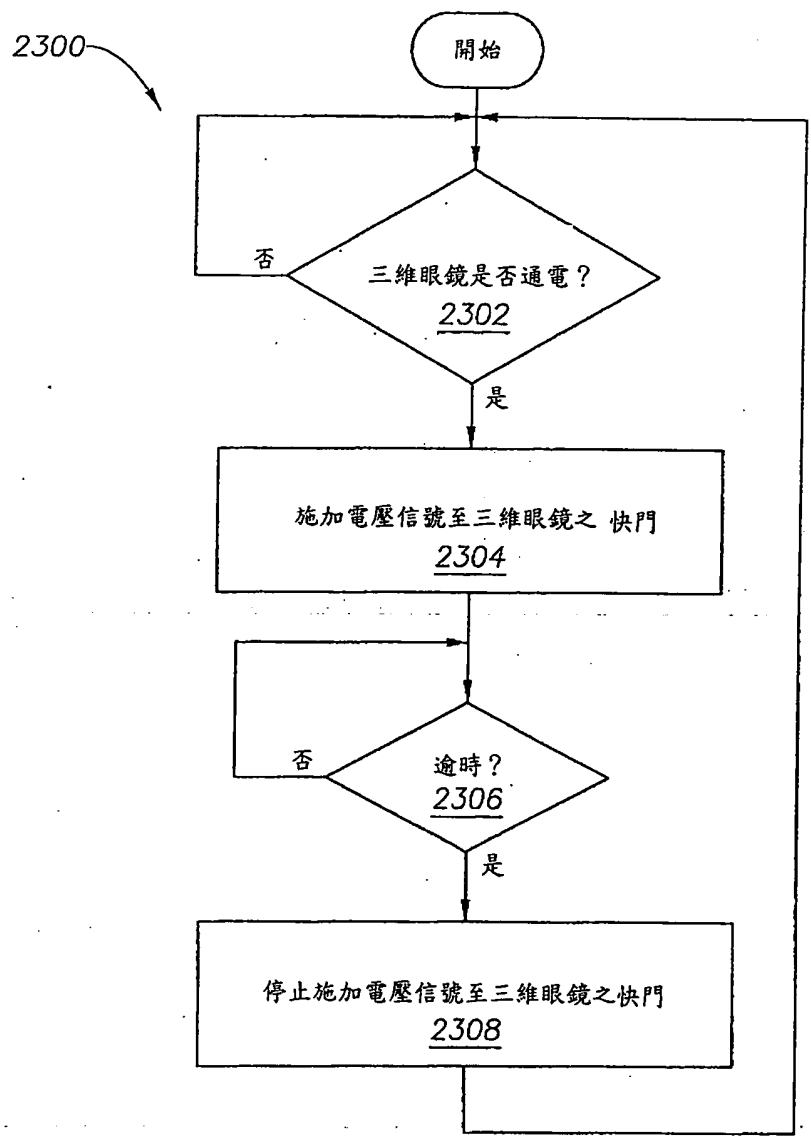 2300
開始
三維眼鏡是否通電？
2302
否
是
施加電壓信號至三維眼鏡之 快門
2304
逾時？
2306
否
是
停止施加電壓信號至三維眼鏡之快門
2308